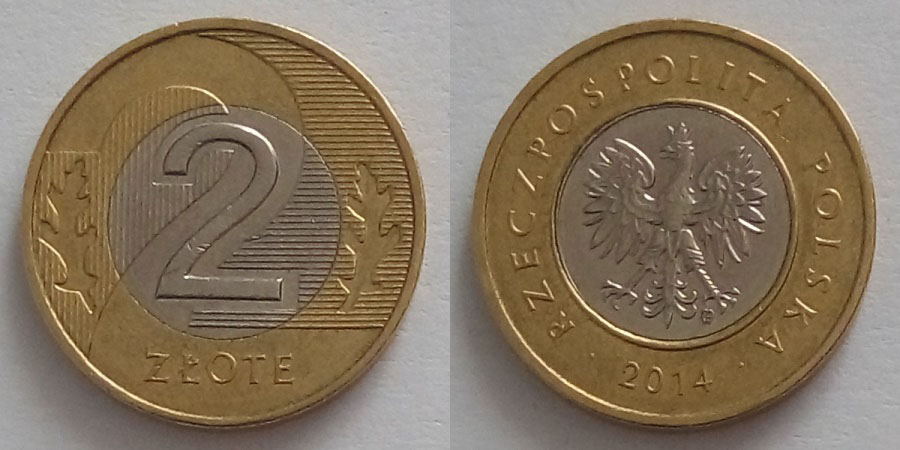 2
ZŁOTE
RZECZPOSPOLITA POLSKA
2014